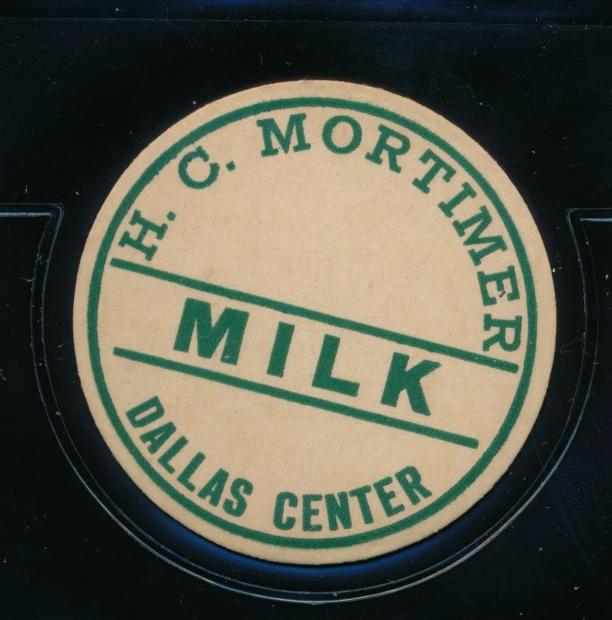 H. C. MORTIMER
MILK
DALLAS CENTER